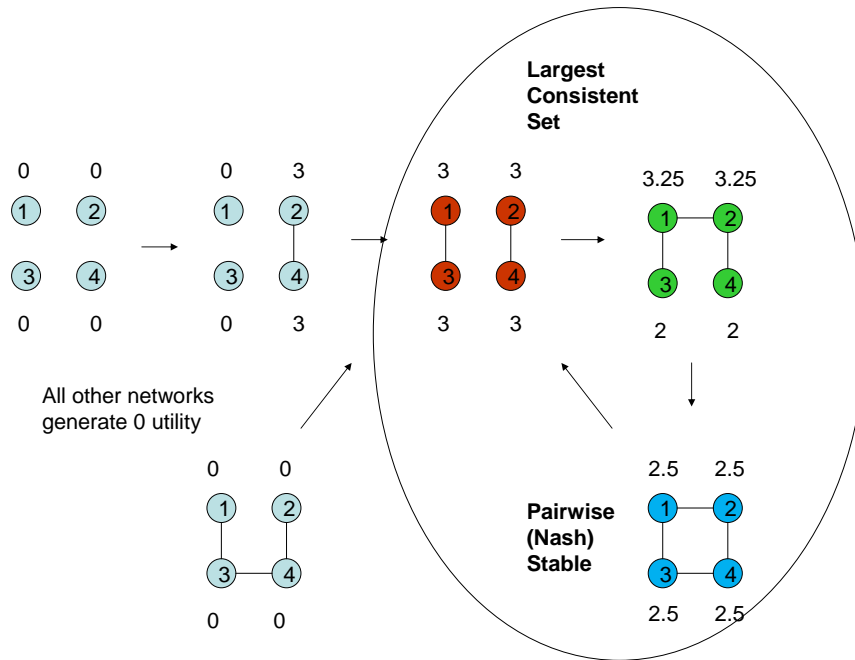 Largest
Consistent
Set
0 0 0 3 3 3 3.25 3.25
1 2 1 2 1 2 1 2
3 4 3 4 3 4 3 4
0 0 0 3 3 3 2 2
All other networks
generate 0 utility
0 0 2.5 2.5
1 2 1 2
Pairwise
(Nash)
Stable
3 4 3 4
0 0 2.5 2.5